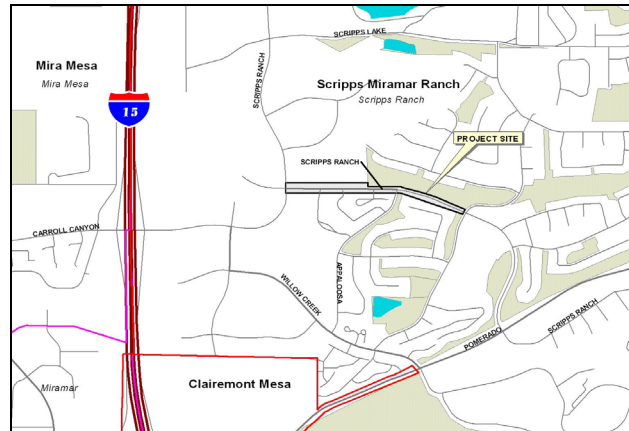 SCRIPPS LAKE
Mira Mesa
Mira Mesa
SCRIPPS RANCH
Scripps Miramar Ranch
Scripps Ranch
15
PROJECT SITE
SCRIPPS RANCH
CARROLL CANYON
WILLOW CREEK
APPALOOSA
POMERADO
SCRIPPS RANCH
Miramar
Clairemont Mesa